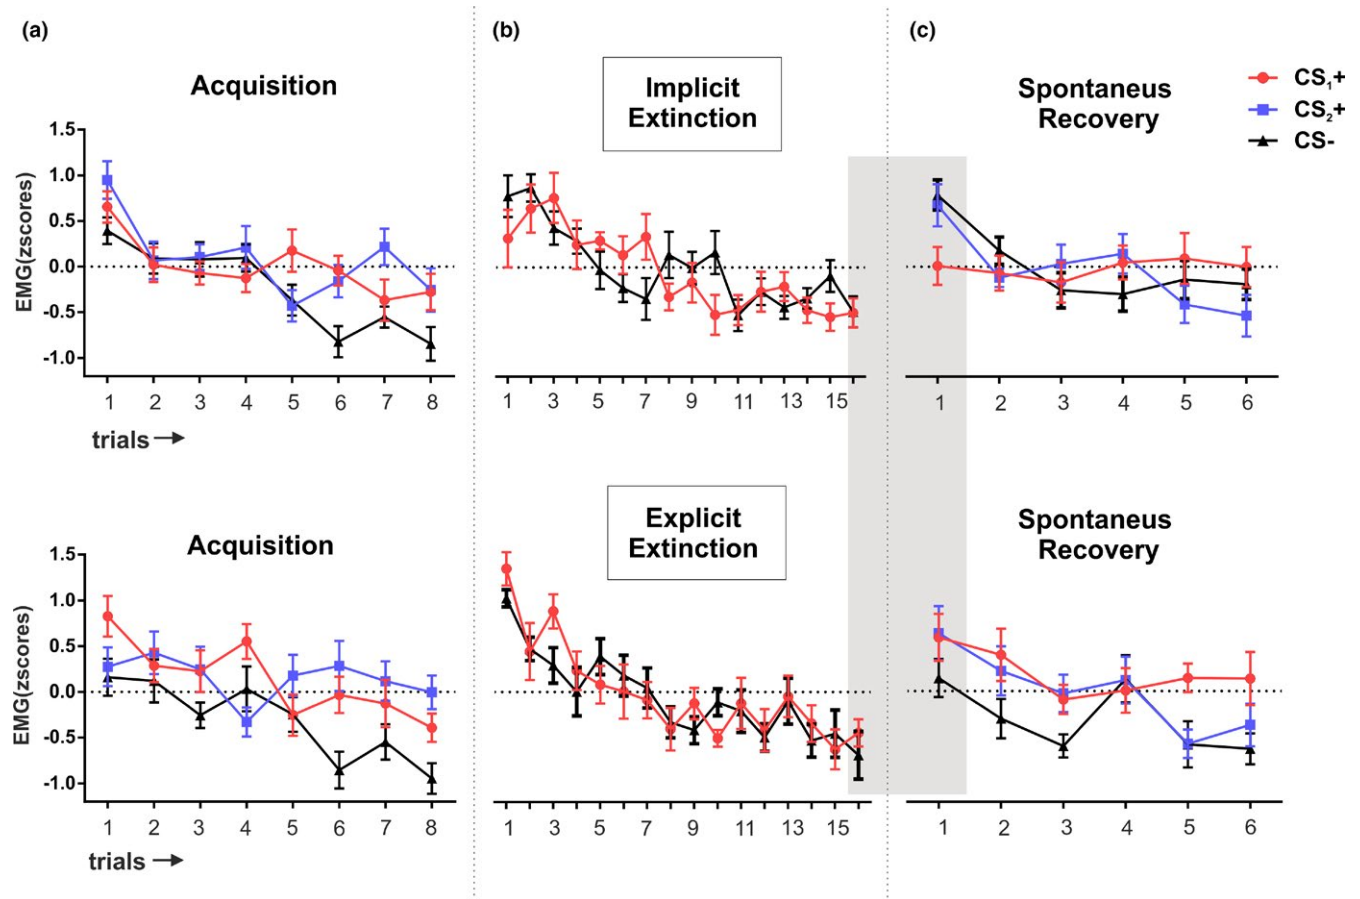 (a)
(b)
(c)
Acquisition
Implicit
Extinction
Spontaneus
Recovery
CS₁+
CS₂+
CS-
EMG(zscores)
1.5
1.0
0.5
0.0
-0.5
-1.0
1 2 3 4 5 6 7 8
trials →
1 3 5 7 9 11 13 15
1 2 3 4 5 6
Acquisition
Explicit
Extinction
Spontaneus
Recovery
EMG(zscores)
1.5
1.0
0.5
0.0
-0.5
-1.0
1 2 3 4 5 6 7 8
trials →
1 3 5 7 9 11 13 15
1 2 3 4 5 6